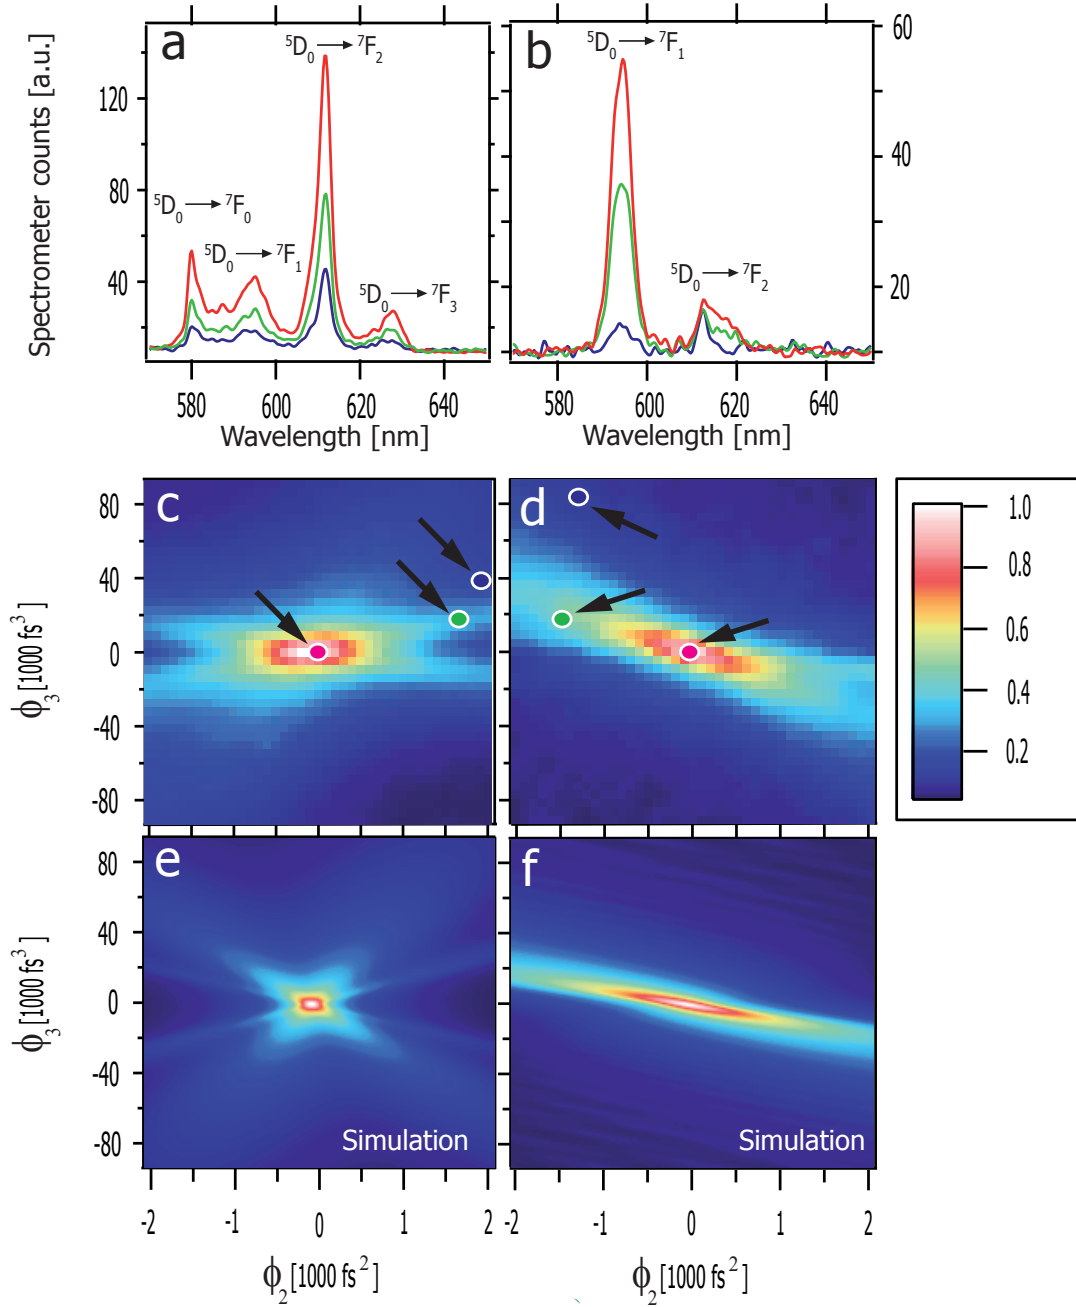 a
⁵D₀ → ⁷F₂
⁵D₀ → ⁷F₀
⁵D₀ → ⁷F₁
⁵D₀ → ⁷F₃
Spectrometer counts [a.u.]
120
80
40
580
600
620
640
Wavelength [nm]
b
⁵D₀ → ⁷F₁
⁵D₀ → ⁷F₂
60
40
20
580
600
620
640
Wavelength [nm]
c
80
40
0
-40
-80
ϕ₃ [1000 fs³]
d
1.0
0.8
0.6
0.4
0.2
e
80
40
0
-40
-80
ϕ₃ [1000 fs³]
Simulation
-2
-1
0
1
2
ϕ₂ [1000 fs²]
f
Simulation
-2
-1
0
1
2
ϕ₂ [1000 fs²]